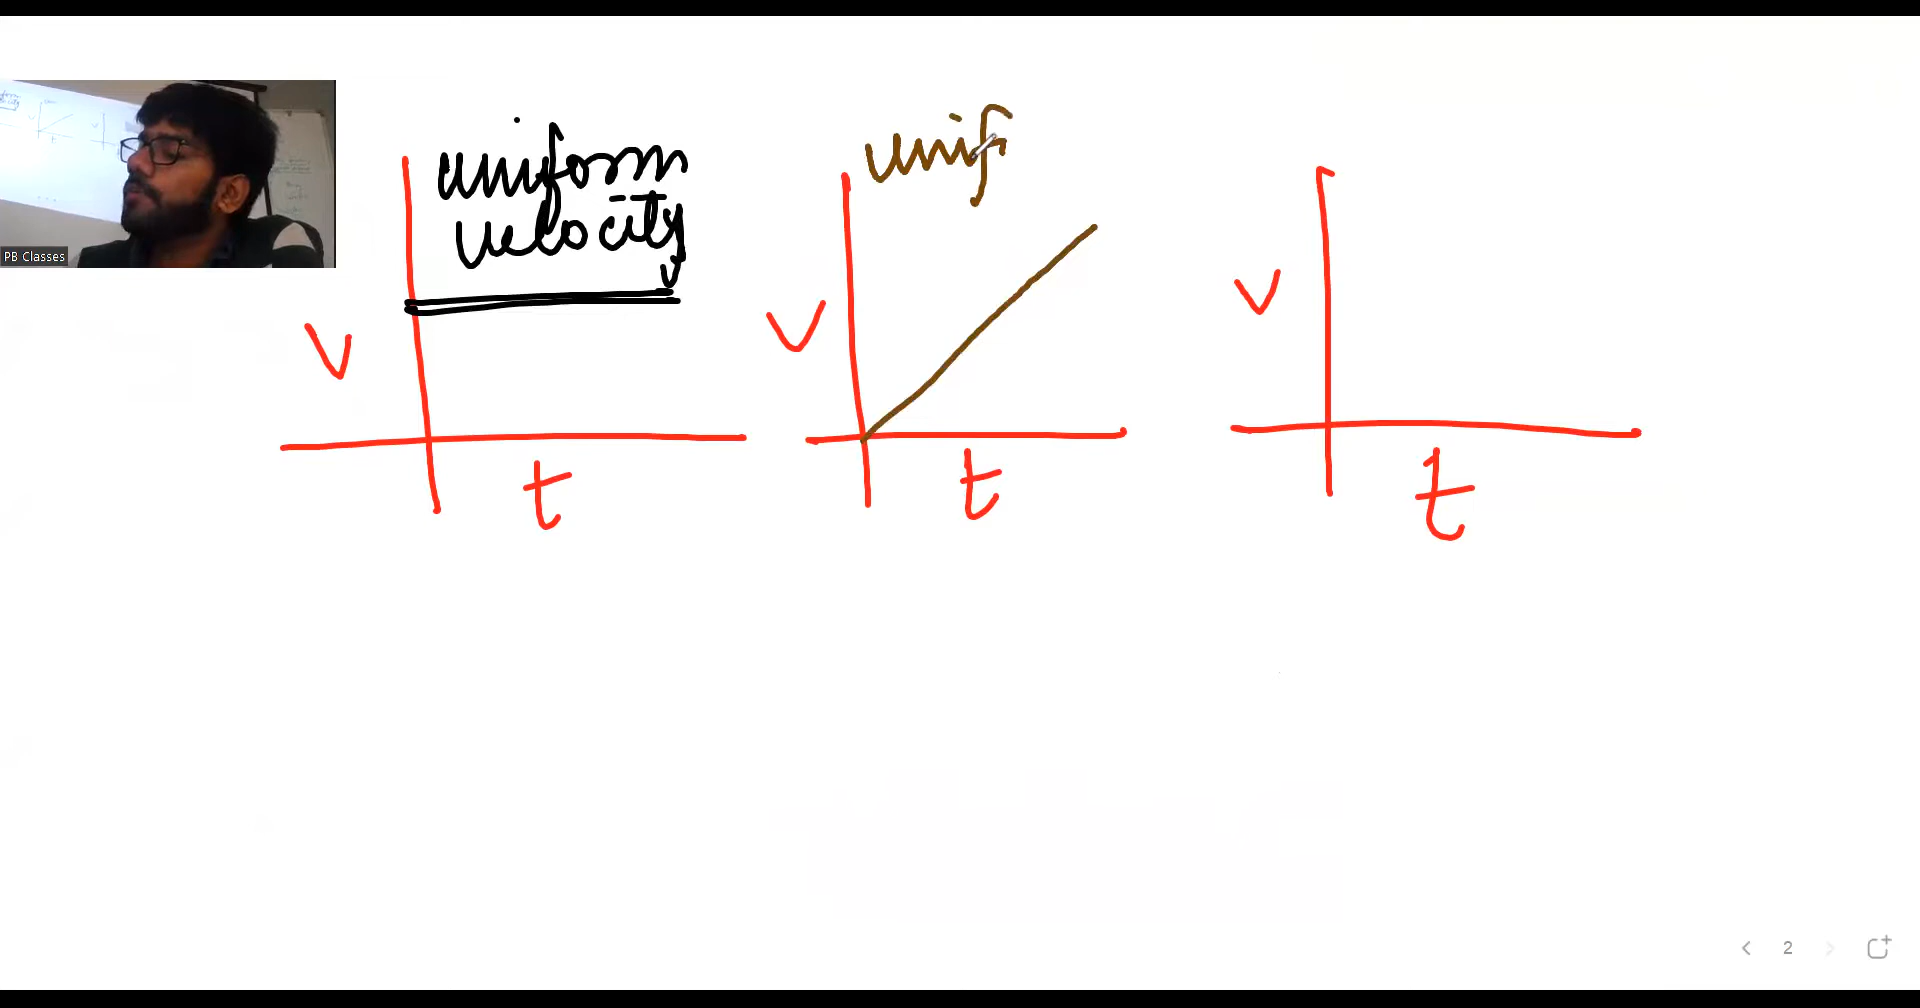 PB Classes
uniform
velocity
v
t
unif
v
t
v
t
2